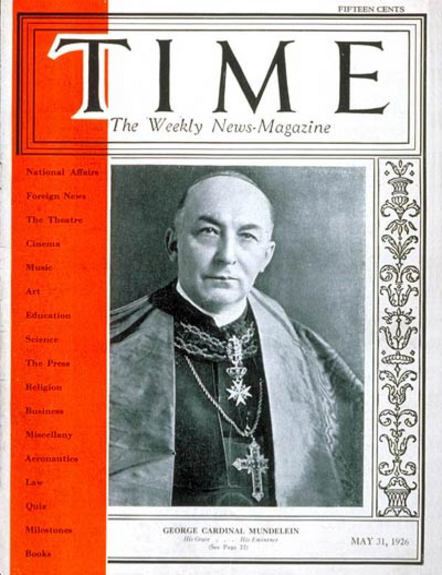 FIFTEEN CENTS
TIME
The Weekly News-Magazine
National Affairs
Foreign News
The Theatre
Cinema
Music
Art
Education
Science
The Press
Religion
Business
Miscellany
Aeronautics
Law
Quiz
Milestones
Books
GEORGE CARDINAL MUNDELEIN
His Grace . . . His Eminence
(See Page
MAY 31, 1926